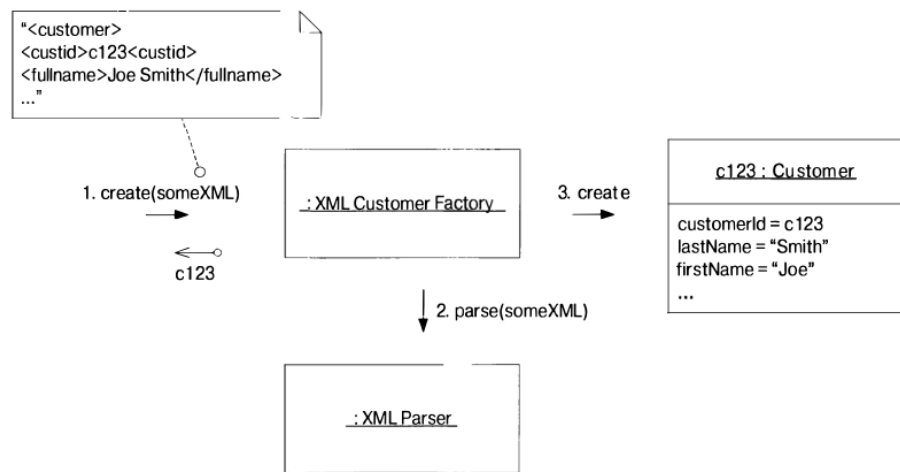 “<customer>
<custid>c123<custid>
<fullname>Joe Smith</fullname>
...”
1. create(someXML)
c123
: XML Customer Factory
3. create
c123 : Customer
customerId = c123
lastName = “Smith”
firstName = “Joe”
...
2. parse(someXML)
: XML Parser